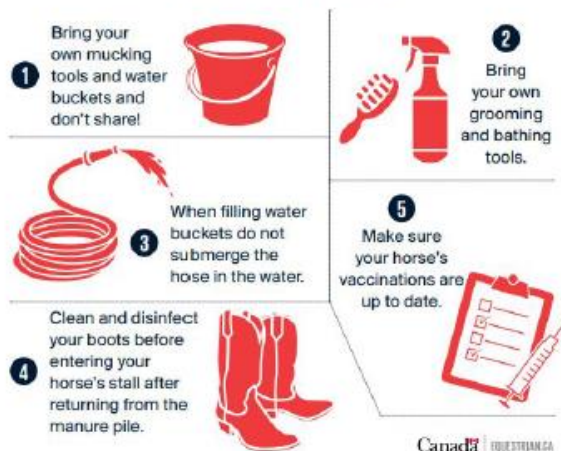 1
Bring your
own mucking
tools and water
buckets and
don't share!
2
Bring
your own
grooming
and bathing
tools.
3
When filling water
buckets do not
submerge the
hose in the water.
4
Clean and disinfect
your boots before
entering your
horse's stall after
returning from the
manure pile.
5
Make sure
your horse's
vaccinations are
up to date.
Canada
EQUESTRIAN.CA